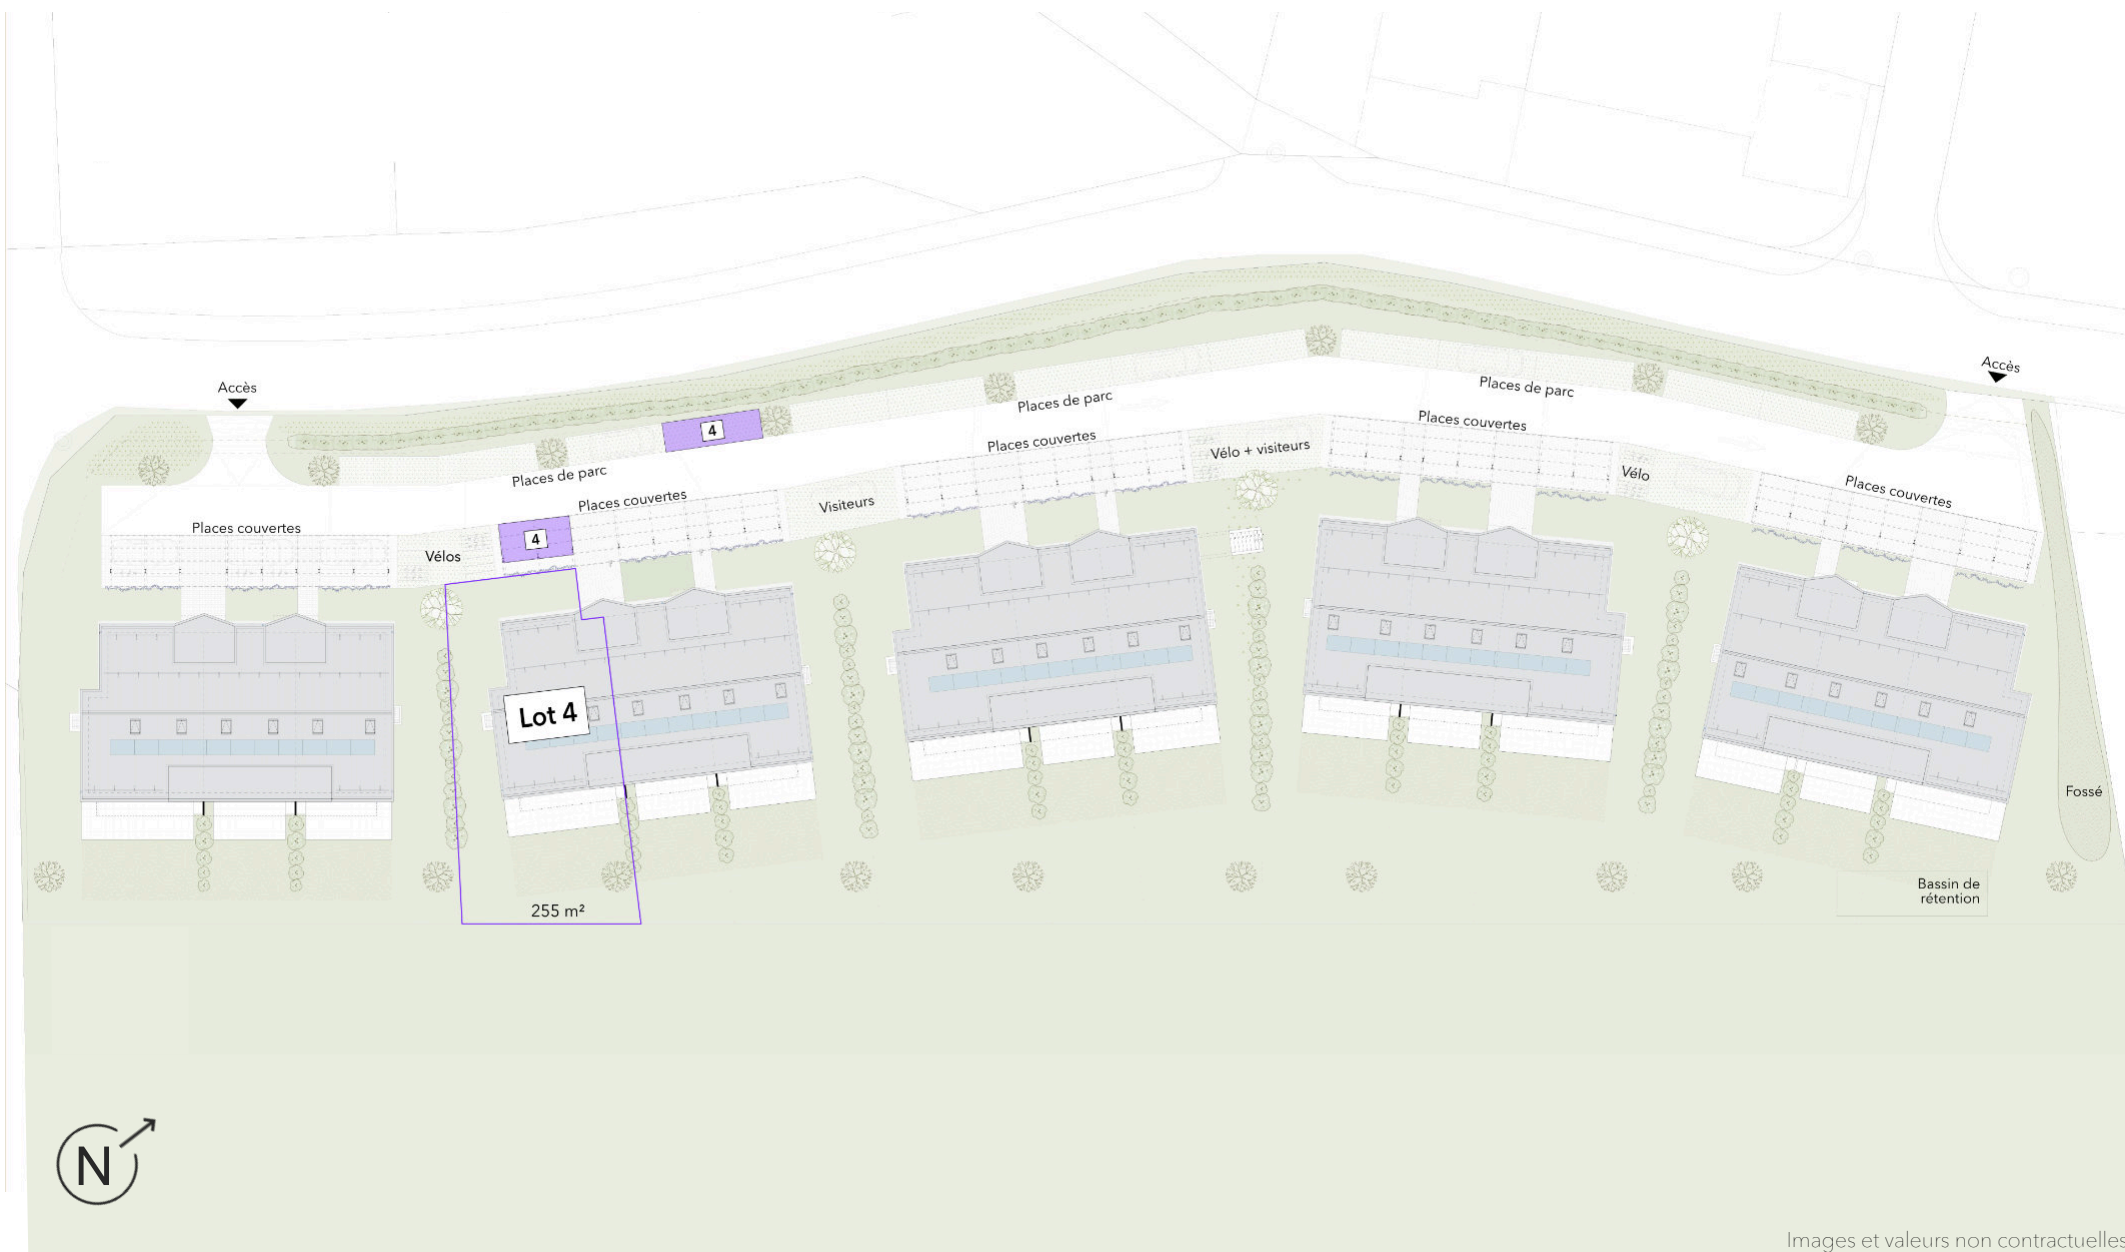 Accès
Accès
Places de parc
Places de parc
4
Places couvertes
Places couvertes
Vélo + visiteurs
Vélo
Places de parc
Places couvertes
Places couvertes
Visiteurs
Places couvertes
4
Vélos
Lot 4
Fossé
Bassin de
rétention
255 m²
N
Images et valeurs non contractuelles